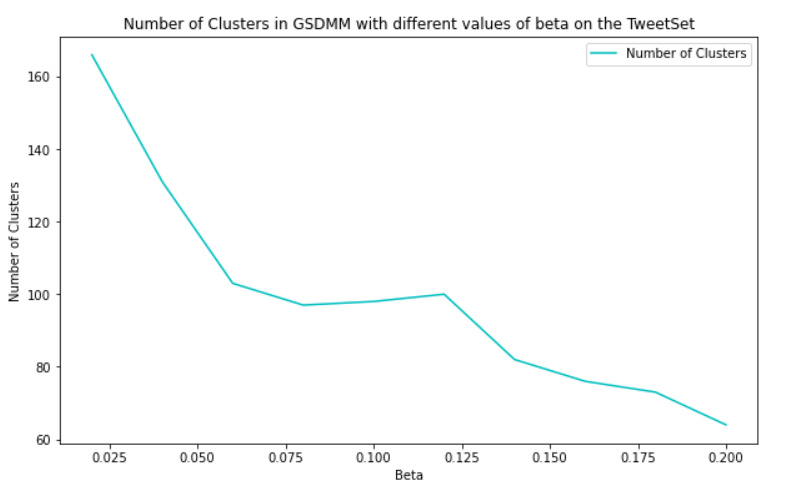 Number of Clusters in GSDMM with different values of beta on the TweetSet
Number of Clusters
160
140
120
100
80
60
Number of Clusters
0.025 0.050 0.075 0.100 0.125 0.150 0.175 0.200
Beta